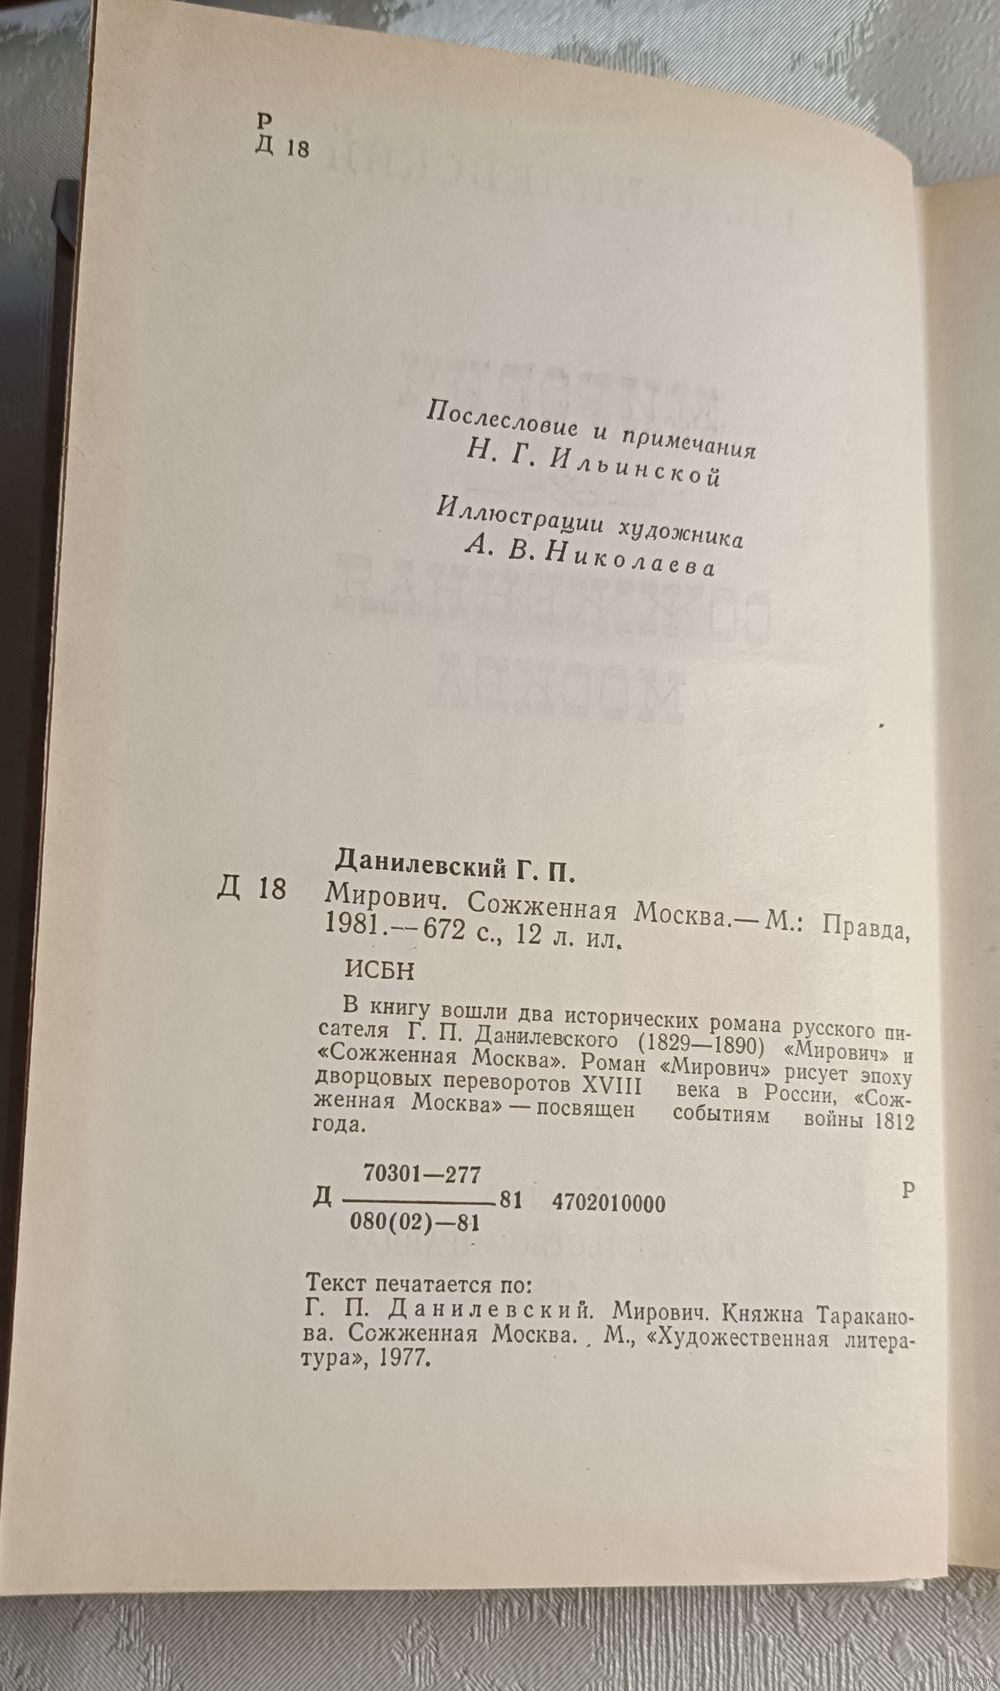 Р
Д 18
Послесловие и примечания
Н. Г. Ильинской
Иллюстрации художника
А. В. Николаева
Данилевский Г. П.
Д 18 Мирович. Сожженная Москва.— М.: Правда,
1981.— 672 с., 12 л. ил.
ИСБН
В книгу вошли два исторических романа русского пи-
сателя Г. П. Данилевского (1829—1890) «Мирович» и
«Сожженная Москва». Роман «Мирович» рисует эпоху
дворцовых переворотов XVIII века в России, «Сож-
женная Москва» — посвящен событиям войны 1812
года.
70301—277
Д 81 4702010000 Р
080(02)—81
Текст печатается по:
Г. П. Данилевский. Мирович. Княжна Таракано-
ва. Сожженная Москва. М., «Художественная литера-
тура», 1977.